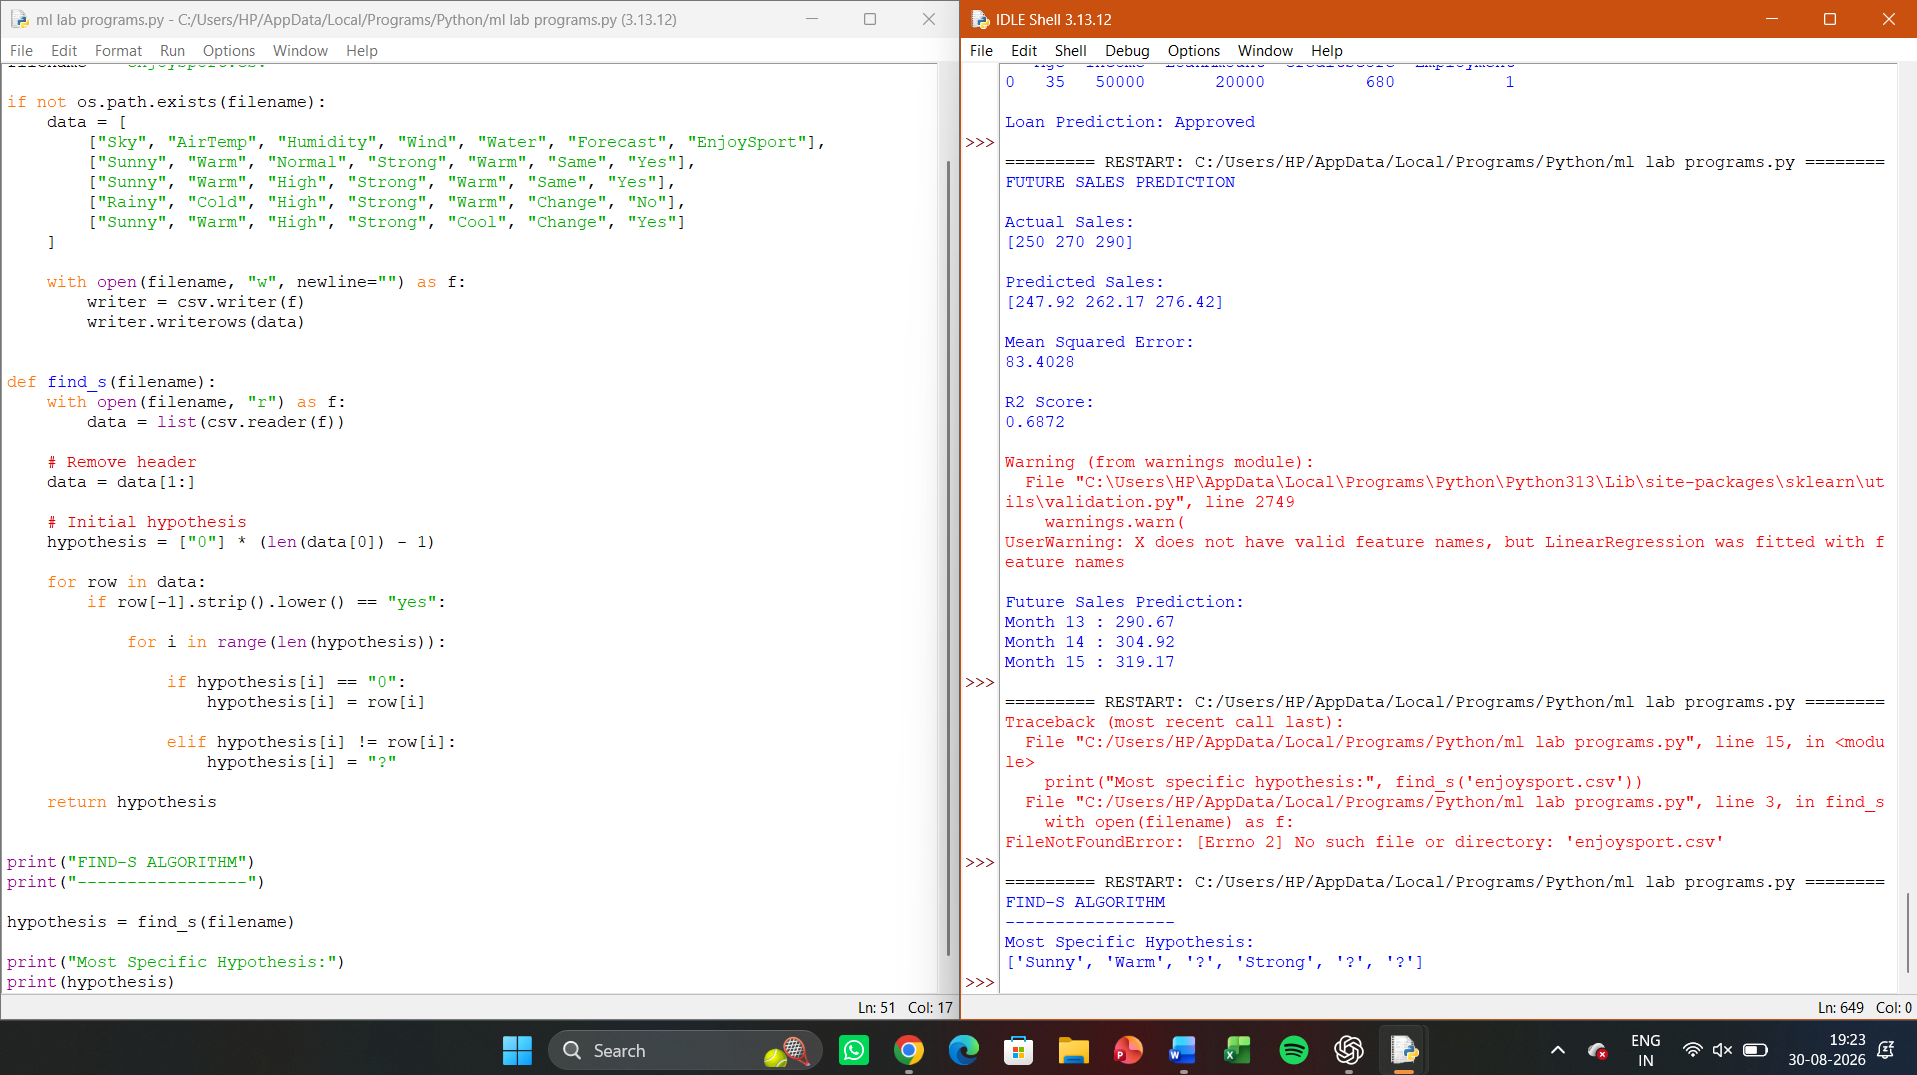 ml lab programs.py - C:/Users/HP/AppData/Local/Programs/Python/ml lab programs.py (3.13.12)
File Edit Format Run Options Window Help
if not os.path.exists(filename):
    data = [
        ["Sky", "AirTemp", "Humidity", "Wind", "Water", "Forecast", "EnjoySport"],
        ["Sunny", "Warm", "Normal", "Strong", "Warm", "Same", "Yes"],
        ["Sunny", "Warm", "High", "Strong", "Warm", "Same", "Yes"],
        ["Rainy", "Cold", "High", "Strong", "Warm", "Change", "No"],
        ["Sunny", "Warm", "High", "Strong", "Cool", "Change", "Yes"]
    ]
    with open(filename, "w", newline="") as f:
        writer = csv.writer(f)
        writer.writerows(data)
def find_s(filename):
    with open(filename, "r") as f:
        data = list(csv.reader(f))
    # Remove header
    data = data[1:]
    # Initial hypothesis
    hypothesis = ["0"] * (len(data[0]) - 1)
    for row in data:
        if row[-1].strip().lower() == "yes":
            for i in range(len(hypothesis)):
                if hypothesis[i] == "0":
                    hypothesis[i] = row[i]
                elif hypothesis[i] != row[i]:
                    hypothesis[i] = "?"
    return hypothesis
print("FIND-S ALGORITHM")
print("-----------------")
hypothesis = find_s(filename)
print("Most Specific Hypothesis:")
print(hypothesis)
Ln: 51 Col: 17
IDLE Shell 3.13.12
File Edit Shell Debug Options Window Help
0   35   50000       20000          680           1
Loan Prediction: Approved
>>>
========= RESTART: C:/Users/HP/AppData/Local/Programs/Python/ml lab programs.py ========
FUTURE SALES PREDICTION
Actual Sales:
[250 270 290]
Predicted Sales:
[247.92 262.17 276.42]
Mean Squared Error:
83.4028
R2 Score:
0.6872
Warning (from warnings module):
  File "C:\Users\HP\AppData\Local\Programs\Python\Python313\Lib\site-packages\sklearn\ut
ils\validation.py", line 2749
    warnings.warn(
UserWarning: X does not have valid feature names, but LinearRegression was fitted with f
eature names
Future Sales Prediction:
Month 13 : 290.67
Month 14 : 304.92
Month 15 : 319.17
>>>
========= RESTART: C:/Users/HP/AppData/Local/Programs/Python/ml lab programs.py ========
Traceback (most recent call last):
  File "C:/Users/HP/AppData/Local/Programs/Python/ml lab programs.py", line 15, in <modu
le>
    print("Most specific hypothesis:", find_s('enjoysport.csv'))
  File "C:/Users/HP/AppData/Local/Programs/Python/ml lab programs.py", line 3, in find_s
    with open(filename) as f:
FileNotFoundError: [Errno 2] No such file or directory: 'enjoysport.csv'
>>>
========= RESTART: C:/Users/HP/AppData/Local/Programs/Python/ml lab programs.py ========
FIND-S ALGORITHM
-----------------
Most Specific Hypothesis:
['Sunny', 'Warm', '?', 'Strong', '?', '?']
>>>
Ln: 649 Col: 0
Search
ENG
IN
19:23
30-08-2026